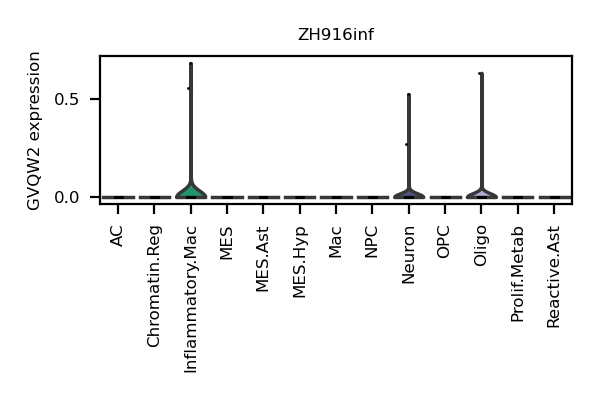 ZH916inf
GVQW2 expression
0.5
0.0
AC
Chromatin.Reg
Inflammatory.Mac
MES
MES.Ast
MES.Hyp
Mac
NPC
Neuron
OPC
Oligo
Prolif.Metab
Reactive.Ast